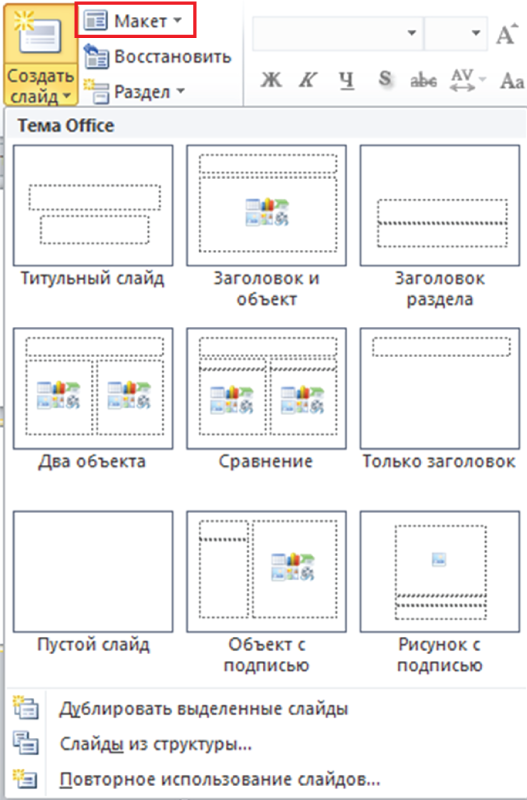 Создать
слайд
Макет
Восстановить
Раздел
Ж К Ч S abc AV Aa
A
Тема Office
Титульный слайд
Заголовок и
объект
Заголовок
раздела
Два объекта
Сравнение
Только заголовок
Пустой слайд
Объект с
подписью
Рисунок с
подписью
Дублировать выделенные слайды
Слайды из структуры...
Повторное использование слайдов...